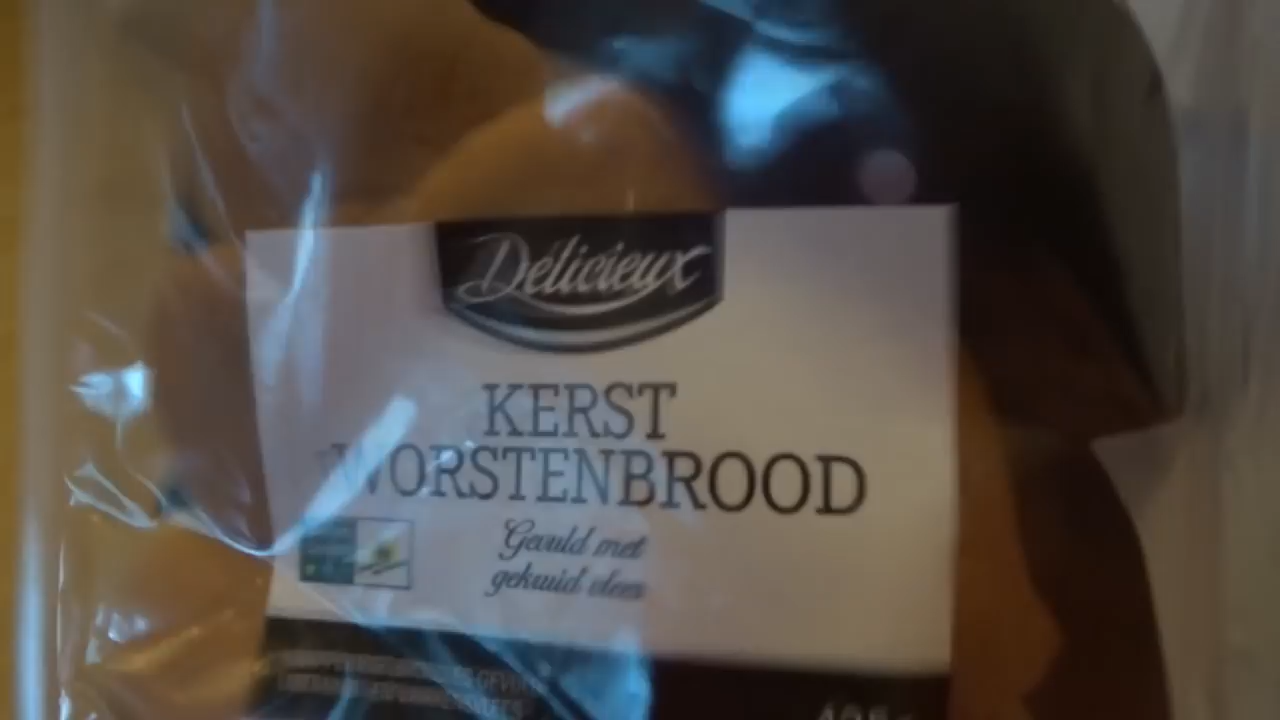 Délicieux
KERST
WORSTENBROOD
Gevuld met
gekruid vlees